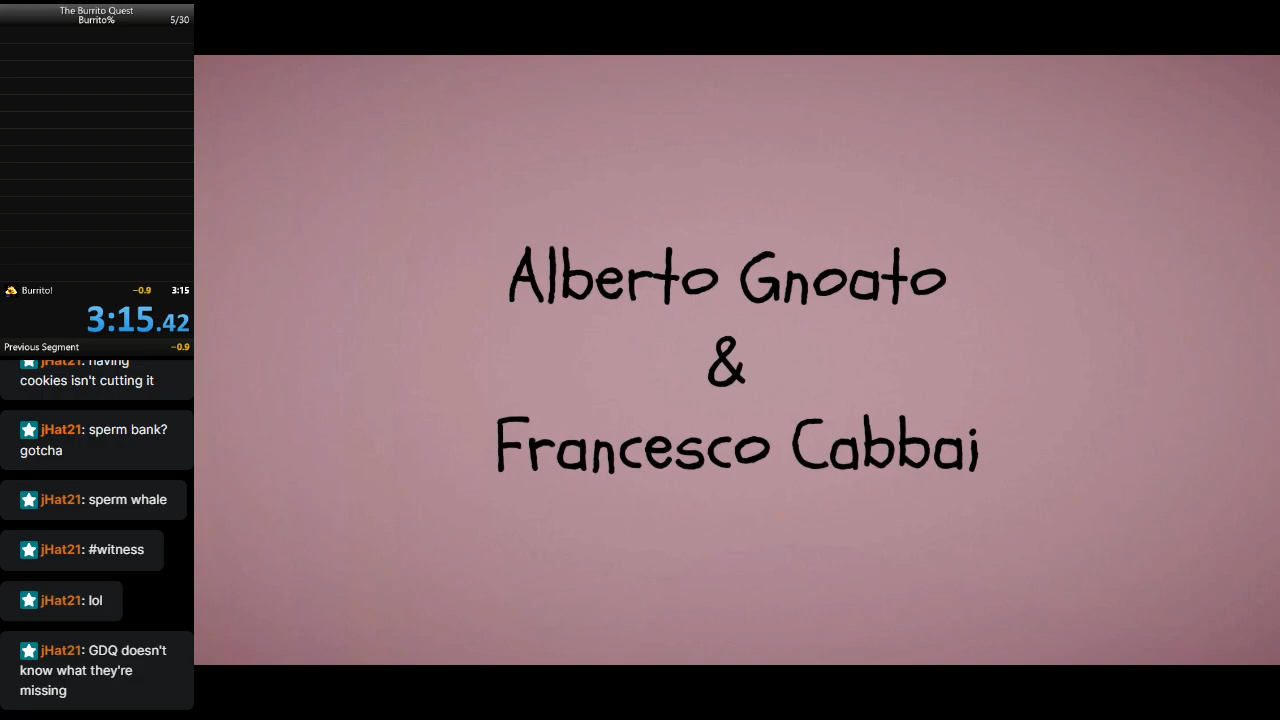 The Burrito Quest
Burrito%
5/30
Burrito! −0.9 3:15
3:15.42
Previous Segment −0.9
jHat21: having
cookies isn't cutting it
jHat21: sperm bank?
gotcha
jHat21: sperm whale
jHat21: #witness
jHat21: lol
jHat21: GDQ doesn't
know what they're
missing
Alberto Gnoato
&
Francesco Cabbai